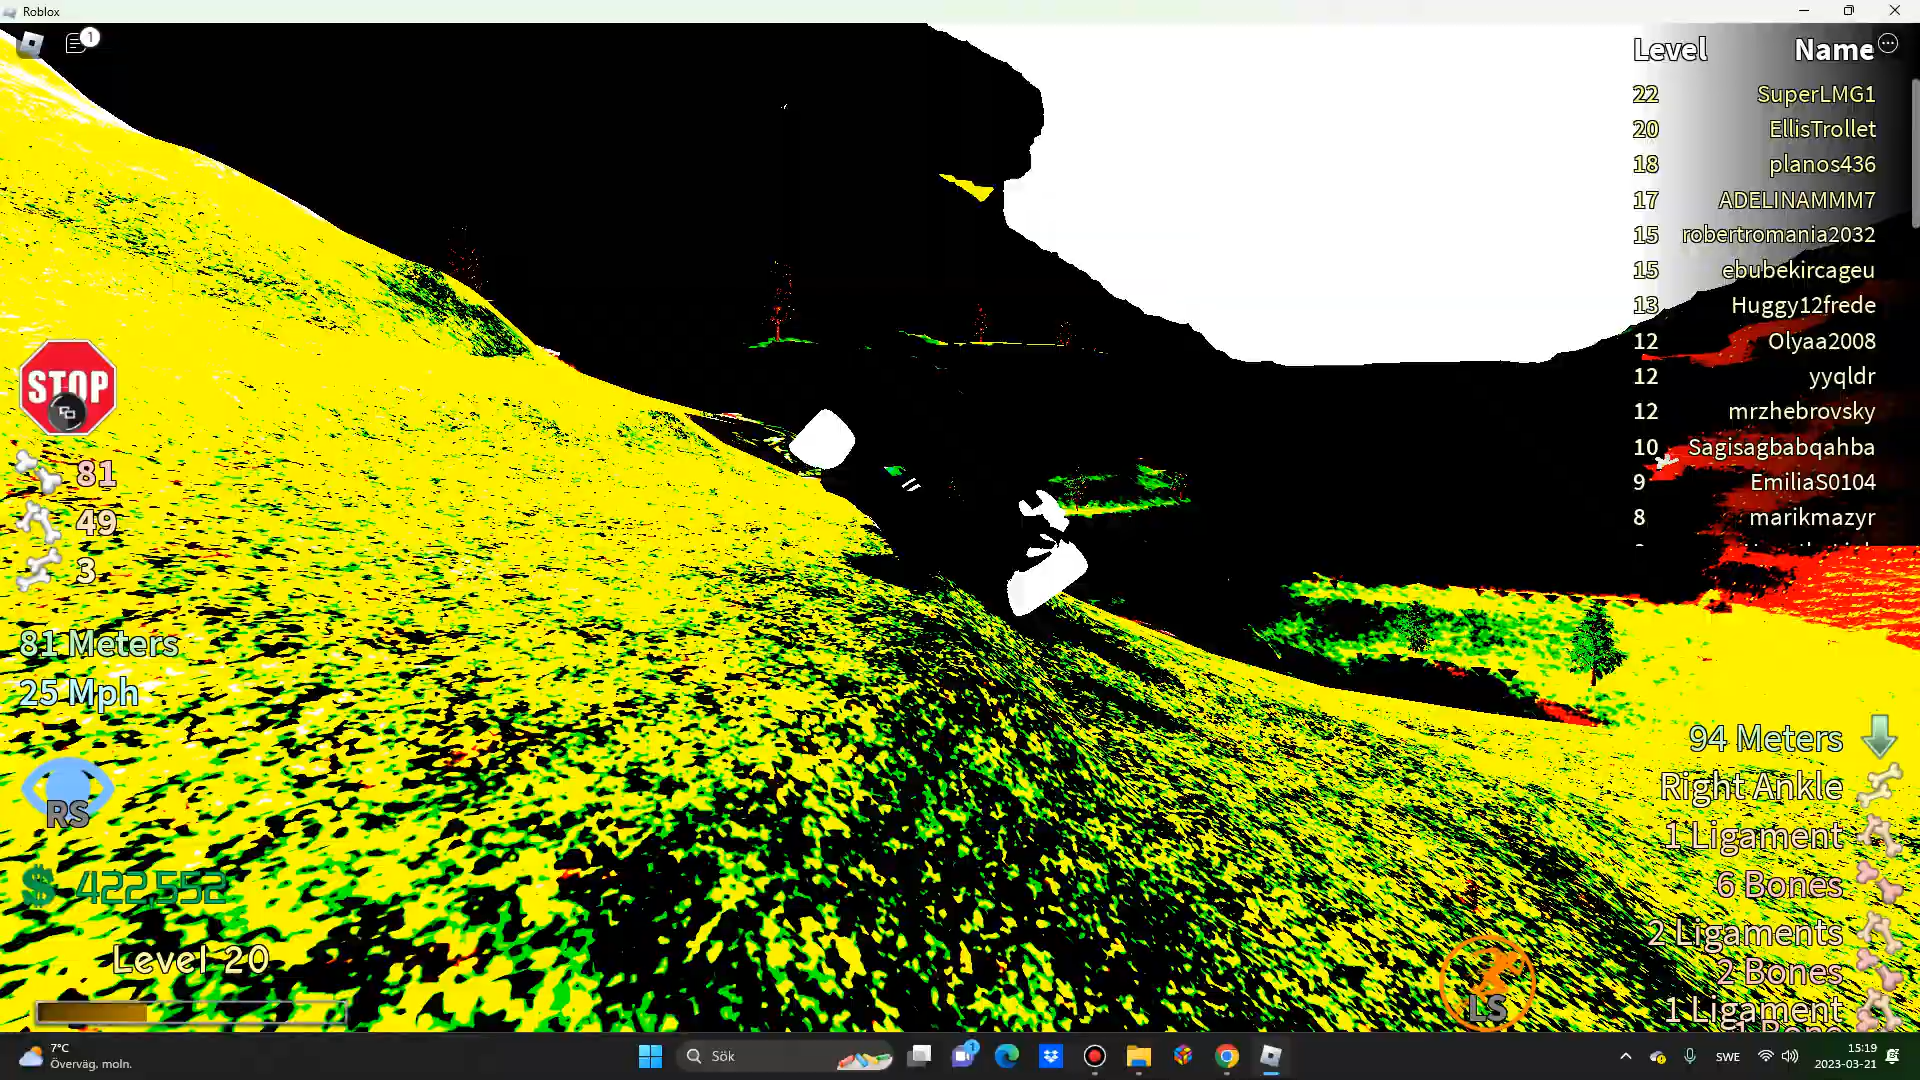 Roblox
1
Level Name
22 SuperLMG1
20 EllisTrollet
18 planos436
17 ADELINAMMM7
15 robertromania2032
15 ebubekircageu
13 Huggy12frede
12 Olyaa2008
12 yyqldr
12 mrzhebrovsky
10 Sagisagbabqahba
9 EmiliaS0104
8 marikmazyr
STOP
81
49
3
81 Meters
25 Mph
RS
$ 422,552
Level 20
94 Meters
Right Ankle
1 Ligament
6 Bones
2 Ligaments
2 Bones
1 Ligament
LS
7°C
Överväg. moln.
Sök
1
SWE
15:19
2023-03-21